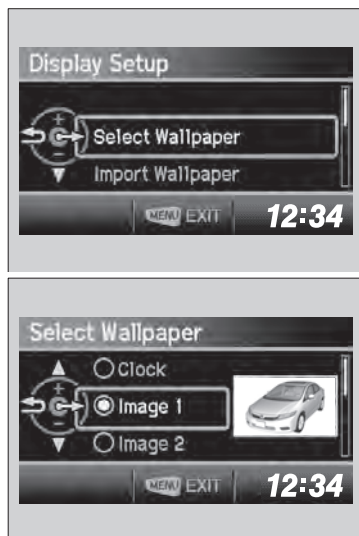 Display Setup
+
Select Wallpaper
−
Import Wallpaper
MENU EXIT
12:34
Select Wallpaper
Clock
+
Image 1
−
Image 2
MENU EXIT
12:34